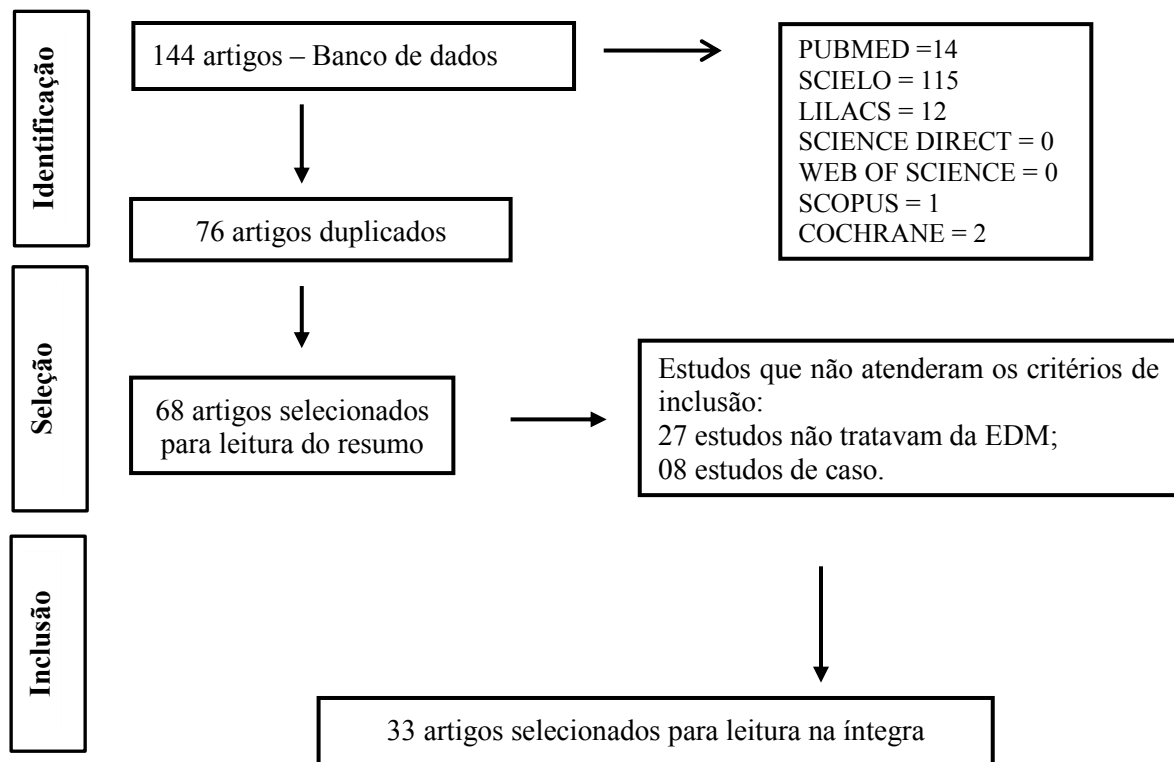 Identificação
144 artigos – Banco de dados
PUBMED =14
SCIELO = 115
LILACS = 12
SCIENCE DIRECT = 0
WEB OF SCIENCE = 0
SCOPUS = 1
COCHRANE = 2
76 artigos duplicados
Seleção
68 artigos selecionados
para leitura do resumo
Estudos que não atenderam os critérios de
inclusão:
27 estudos não tratavam da EDM;
08 estudos de caso.
Inclusão
33 artigos selecionados para leitura na íntegra